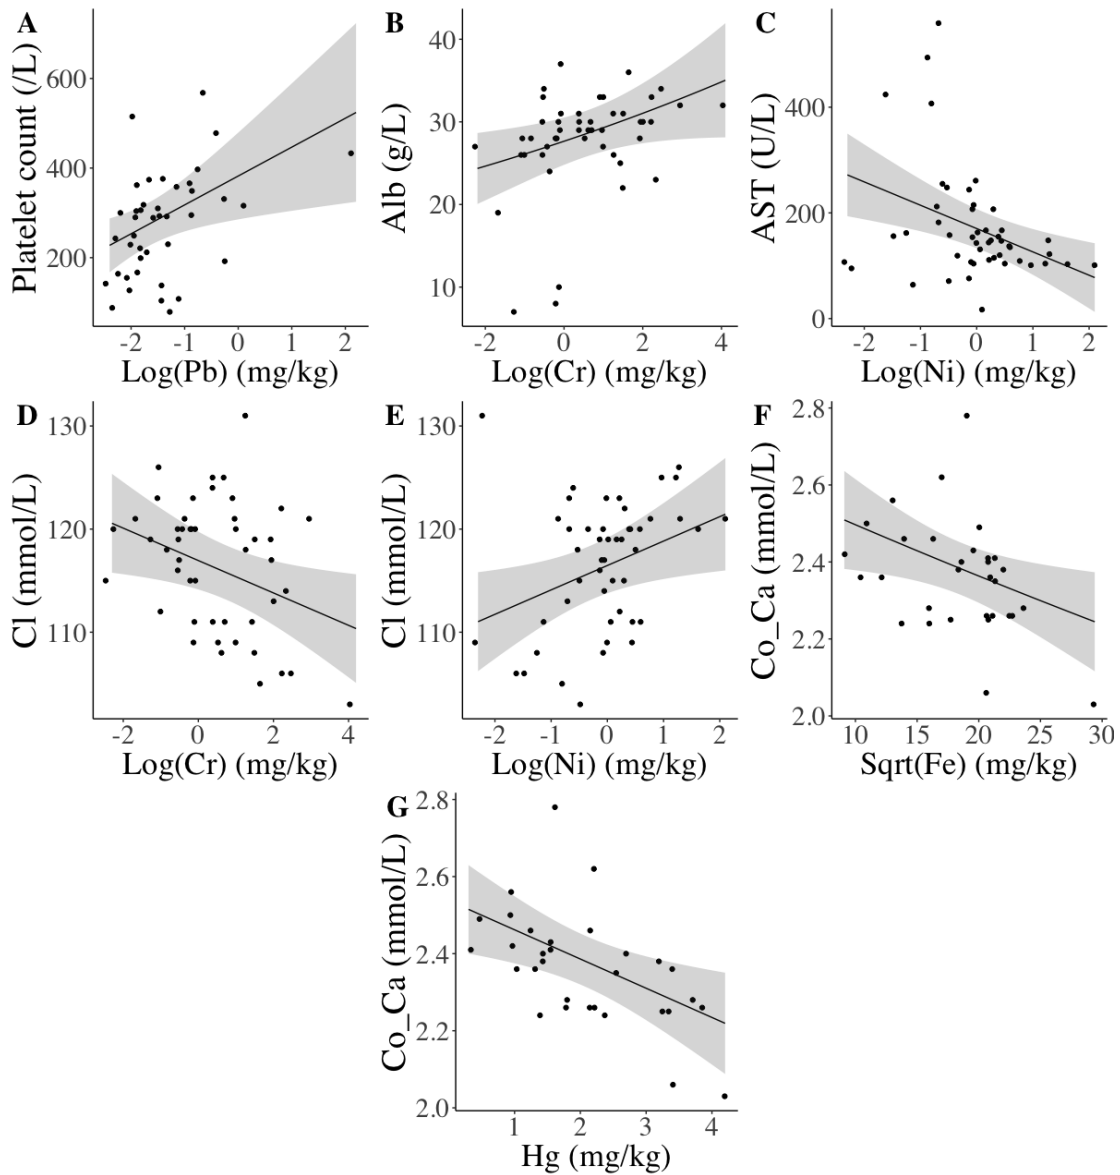 A
Platelet count (/L)
600
400
200
-2 -1 0 1 2
Log(Pb) (mg/kg)
B
Alb (g/L)
40
30
20
10
-2 0 2 4
Log(Cr) (mg/kg)
C
AST (U/L)
400
200
0
-2 -1 0 1 2
Log(Ni) (mg/kg)
D
Cl (mmol/L)
130
120
110
-2 0 2 4
Log(Cr) (mg/kg)
E
Cl (mmol/L)
130
120
110
-2 -1 0 1 2
Log(Ni) (mg/kg)
F
Co_Ca (mmol/L)
2.8
2.6
2.4
2.2
2.0
10 15 20 25 30
Sqrt(Fe) (mg/kg)
G
Co_Ca (mmol/L)
2.8
2.6
2.4
2.2
2.0
1 2 3 4
Hg (mg/kg)